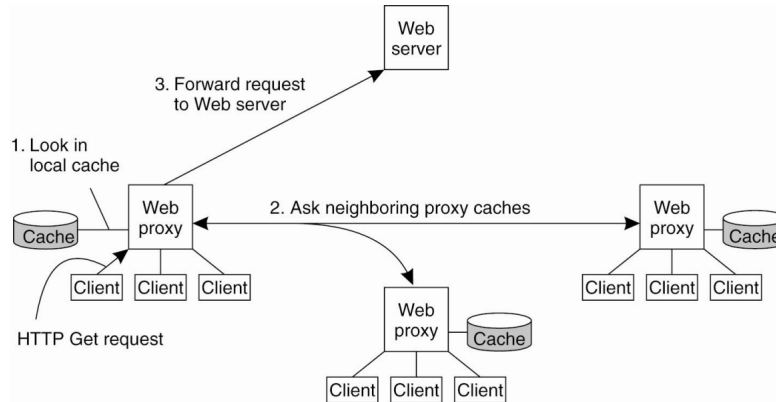 Web
server
3. Forward request
to Web server
1. Look in
local cache
Web
proxy
2. Ask neighboring proxy caches
Web
proxy
Cache
Cache
Client
Client
Client
Client
Client
Client
HTTP Get request
Web
proxy
Cache
Client
Client
Client